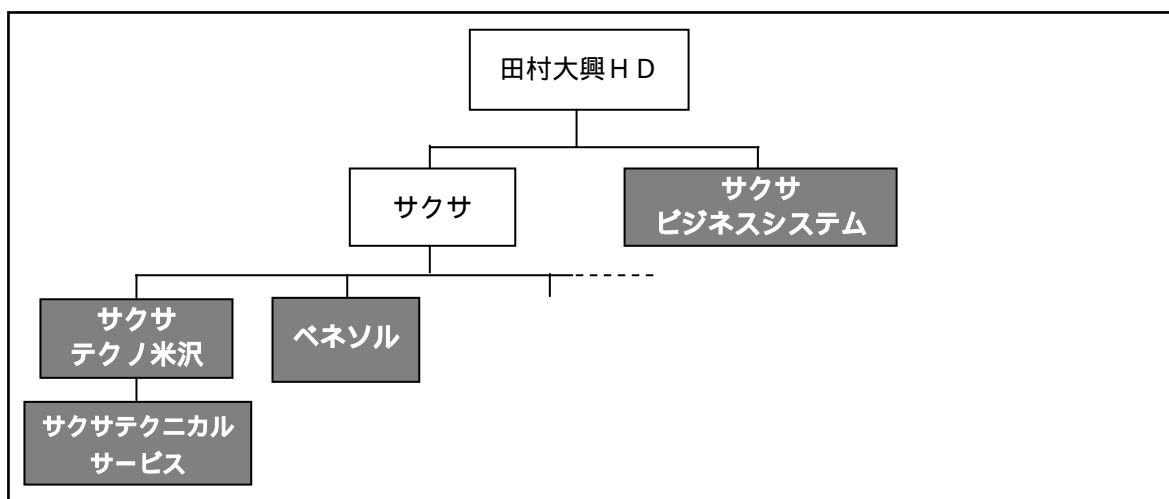 田村大興ＨＤ
サクサ
サクサ
ビジネスシステム
サクサ
テクノ米沢
ベネソル
サクサテクニカル
サービス